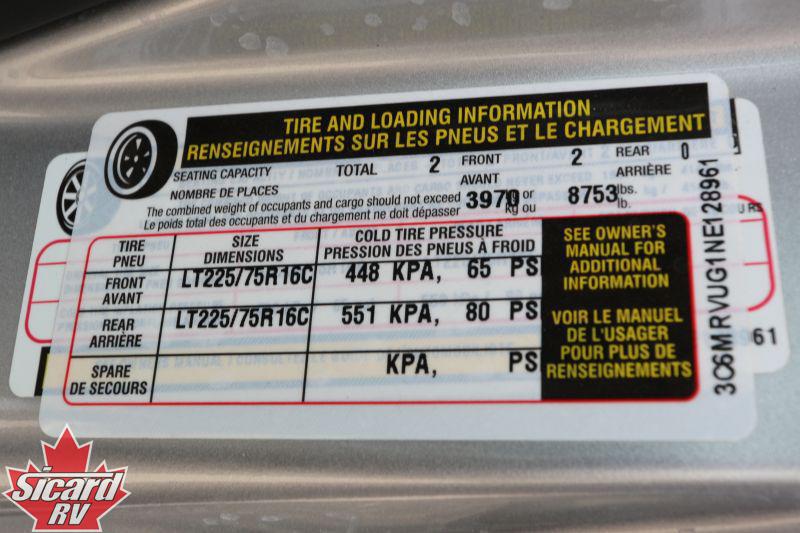 TIRE AND LOADING INFORMATION
RENSEIGNEMENTS SUR LES PNEUS ET LE CHARGEMENT
SEATING CAPACITY TOTAL 2 FRONT 2 REAR 0
NOMBRE DE PLACES AVANT ARRIÈRE
The combined weight of occupants and cargo should not exceed 3970 kg or 8753 lbs.
Le poids total des occupants et du chargement ne doit dépasser kg ou lb.
TIRE SIZE COLD TIRE PRESSURE
PNEU DIMENSIONS PRESSION DES PNEUS À FROID
FRONT AVANT LT225/75R16C 448 KPA, 65 PS
REAR ARRIÈRE LT225/75R16C 551 KPA, 80 PS
SPARE DE SECOURS KPA, PS
SEE OWNER'S
MANUAL FOR
ADDITIONAL
INFORMATION
VOIR LE MANUEL
DE L'USAGER
POUR PLUS DE
RENSEIGNEMENTS
3C6MRVUG1NE128961
61
Sicard
RV